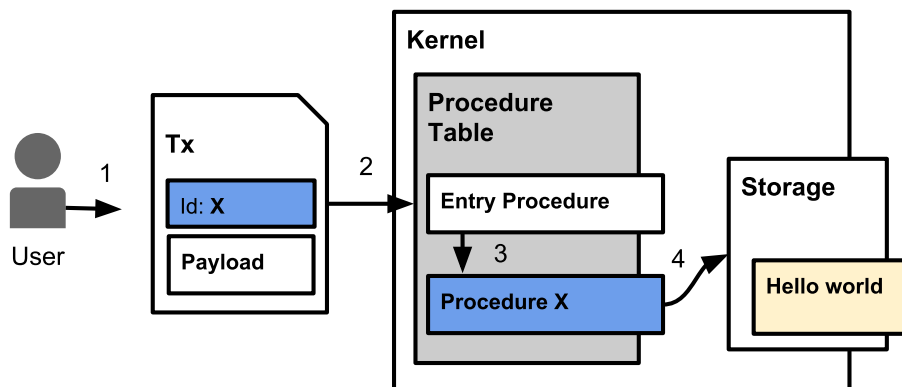 Kernel
Procedure
Table
Tx
1
2
Id: X
Entry Procedure
Storage
User
Payload
3
4
Procedure X
Hello world